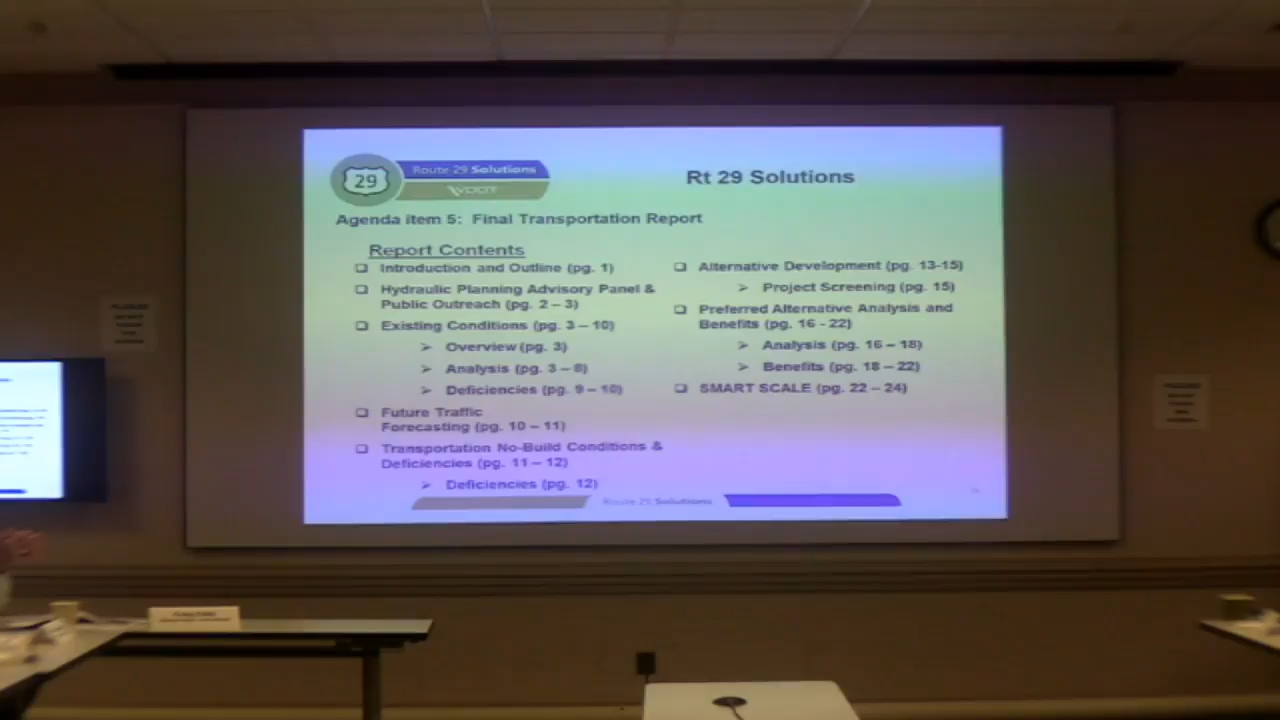 29
Route 29 Solutions
VDOT
Rt 29 Solutions
Agenda item 5: Final Transportation Report
Report Contents
Introduction and Outline (pg. 1)
Hydraulic Planning Advisory Panel &
Public Outreach (pg. 2 – 3)
Existing Conditions (pg. 3 – 10)
Overview (pg. 3)
Analysis (pg. 3 – 8)
Deficiencies (pg. 9 – 10)
Future Traffic
Forecasting (pg. 10 – 11)
Transportation No-Build Conditions &
Deficiencies (pg. 11 – 12)
Deficiencies (pg. 12)
Alternative Development (pg. 13-15)
Project Screening (pg. 15)
Preferred Alternative Analysis and
Benefits (pg. 16 - 22)
Analysis (pg. 16 – 18)
Benefits (pg. 18 – 22)
SMART SCALE (pg. 22 – 24)
Route 29 Solutions